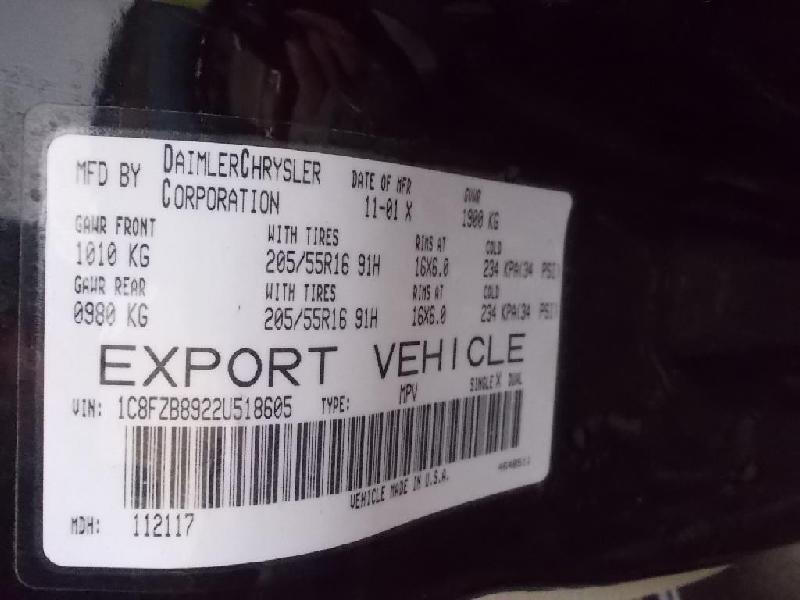 MFD BY DAIMLERCHRYSLER CORPORATION DATE OF MFR 11-01 X GVWR 1900 KG
GAWR FRONT WITH TIRES RIMS AT COLD
1010 KG 205/55R16 91H 16X6.0 234 KPA(34 PSI)
GAWR REAR WITH TIRES RIMS AT COLD
0980 KG 205/55R16 91H 16X6.0 234 KPA(34 PSI)
EXPORT VEHICLE
VIN: 1C8FZB8922U518605 TYPE: MPV SINGLE X DUAL
VEHICLE MADE IN U.S.A.
MDH: 112117